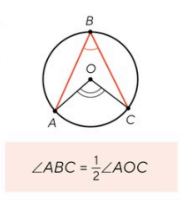 B
O
A
C
∠ABC = 1/2∠AOC